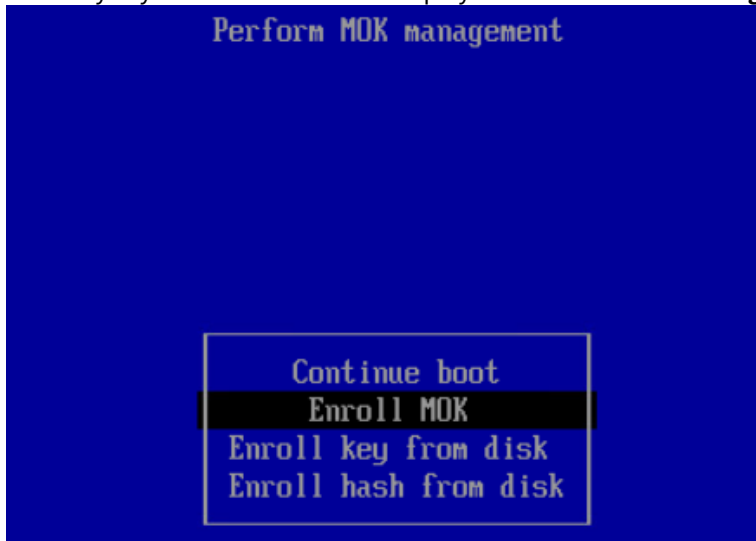 Perform MOK management
Continue boot
Enroll MOK
Enroll key from disk
Enroll hash from disk